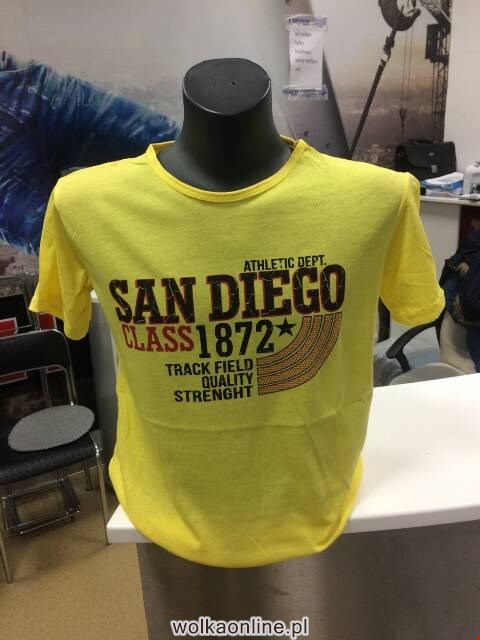 ATHLETIC DEPT.
SAN DIEGO
CLASS 1872
TRACK FIELD
QUALITY
STRENGHT
wolkaonline.pl